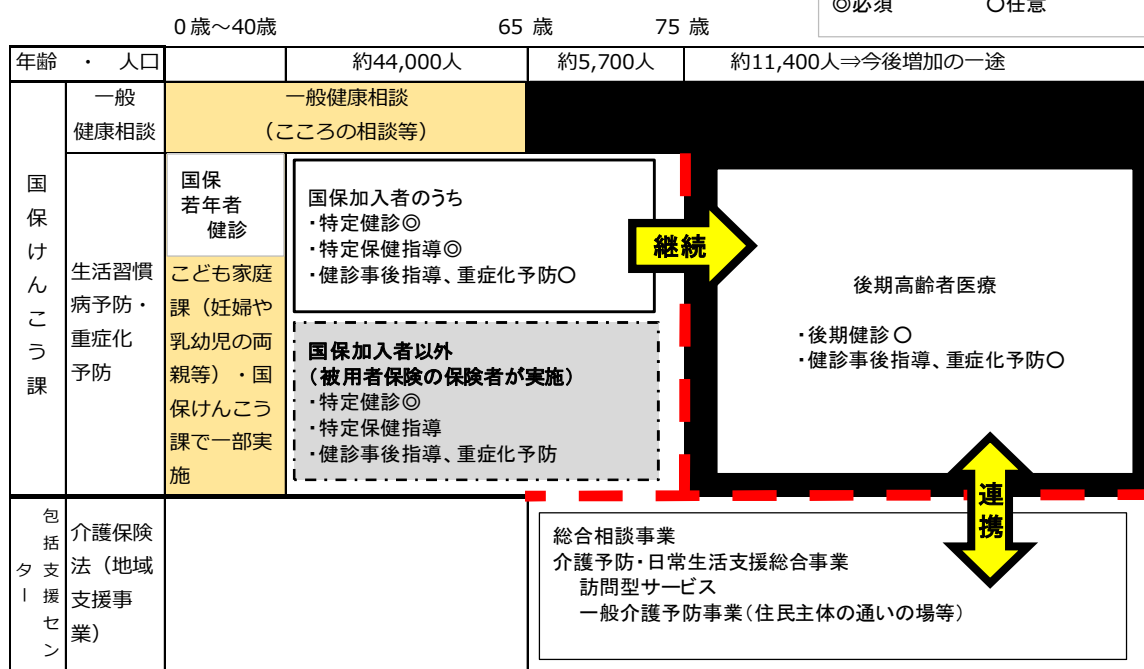 ◎必須 〇任意
0歳～40歳 65 歳 75 歳
年齢 ・ 人口
約44,000人
約5,700人
約11,400人⇒今後増加の一途
国保けんこう課
一般
健康相談
一般健康相談
（こころの相談等）
生活習慣
病予防・
重症化
予防
国保
若年者
健診
こども家庭
課（妊婦や
乳幼児の両
親等）・国
保けんこう
課で一部実
施
国保加入者のうち
・特定健診◎
・特定保健指導◎
・健診事後指導、重症化予防〇
継続
国保加入者以外
（被用者保険の保険者が実施）
・特定健診◎
・特定保健指導
・健診事後指導、重症化予防
後期高齢者医療
・後期健診〇
・健診事後指導、重症化予防〇
連携
包括支援セン
ター
介護保険
法（地域
支援事
業）
総合相談事業
介護予防・日常生活支援総合事業
訪問型サービス
一般介護予防事業（住民主体の通いの場等）